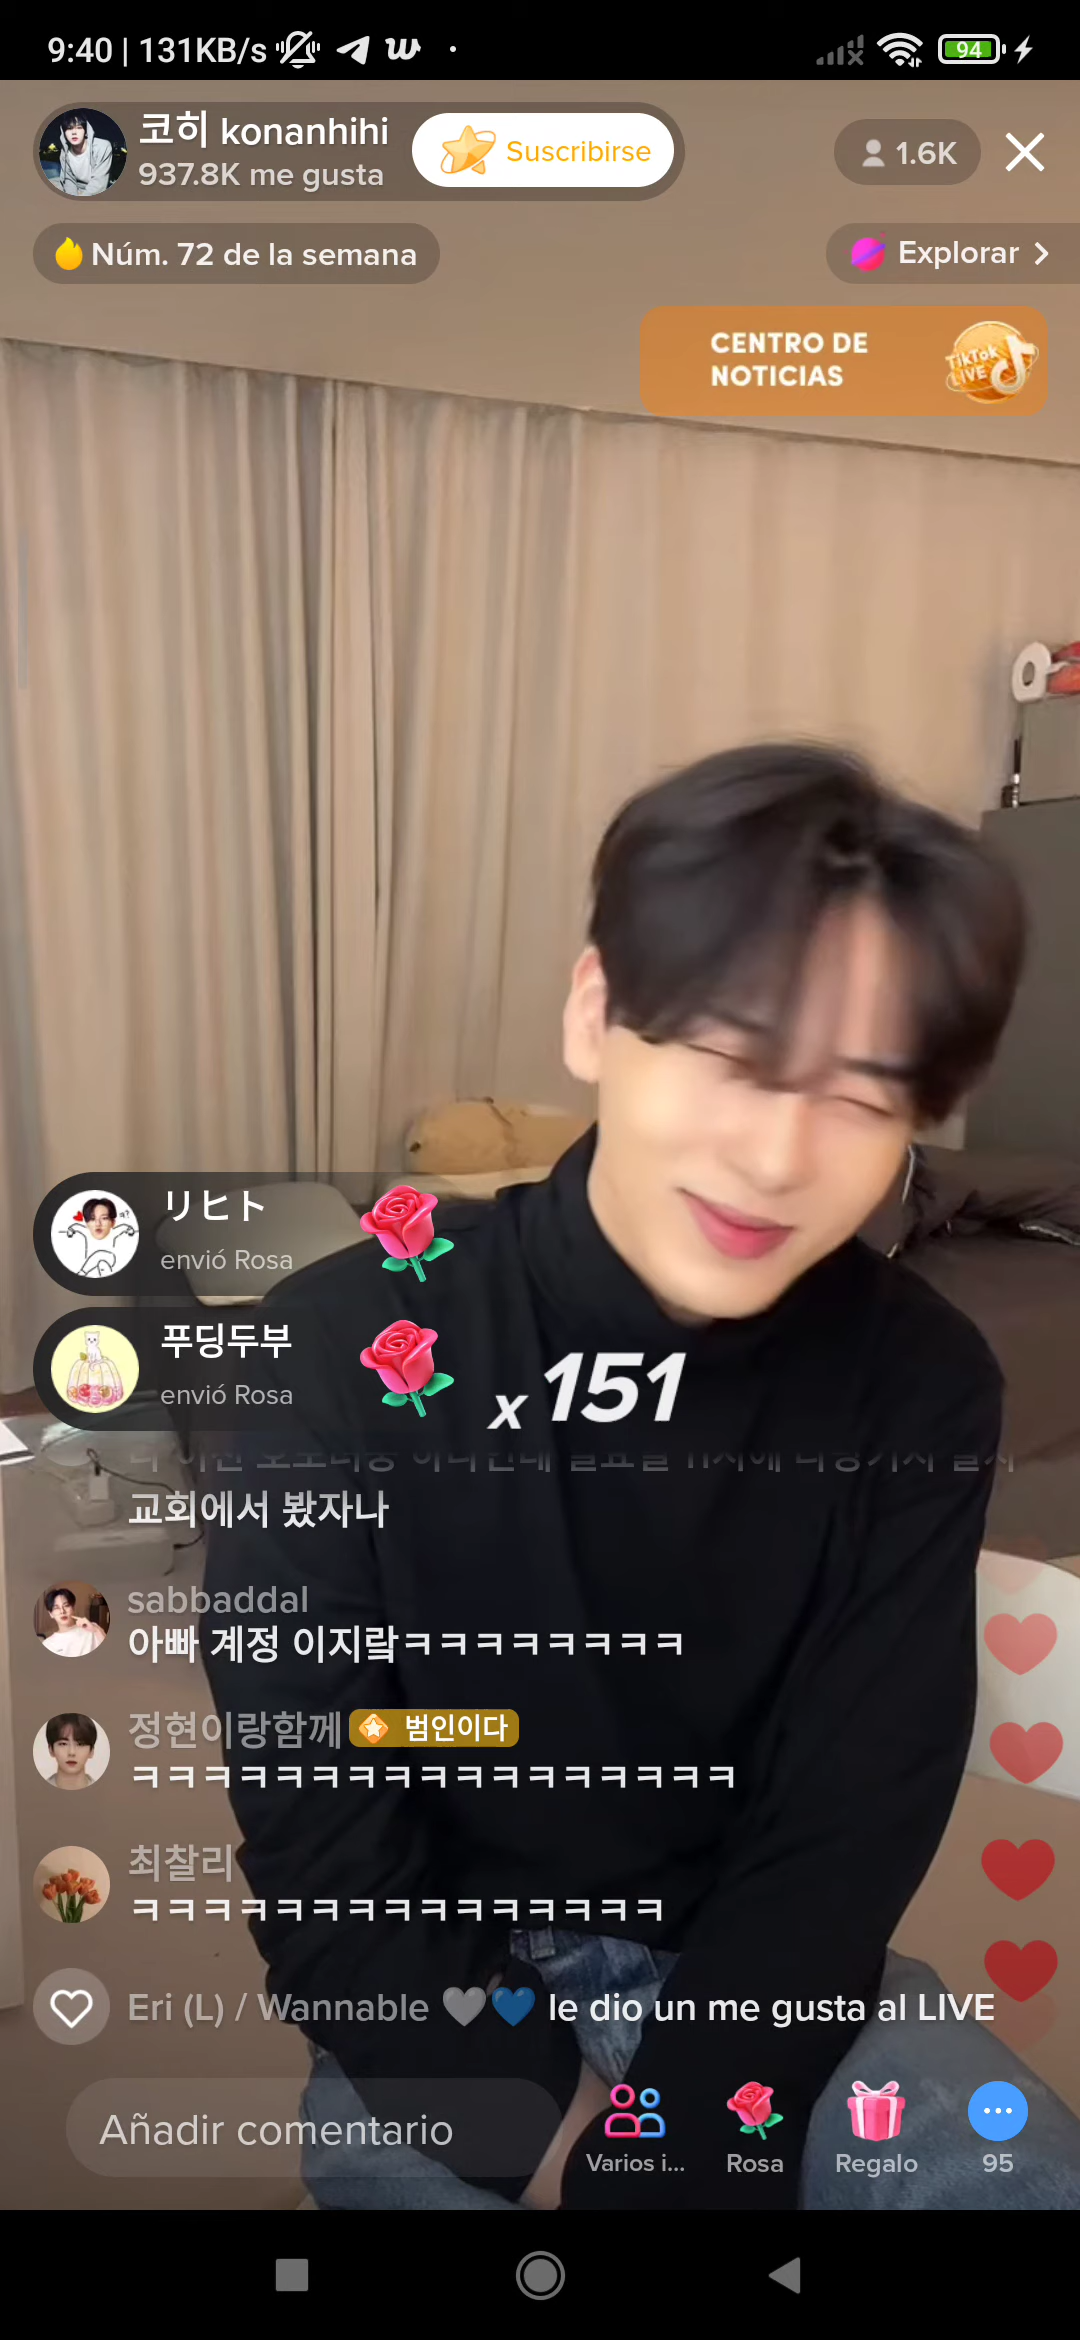 9:40 | 131KB/s
94
코히 konanhihi
937.8K me gusta
Suscribirse
1.6K
Núm. 72 de la semana
Explorar
CENTRO DE
NOTICIAS
TikTok
LIVE
リヒト
envió Rosa
푸딩두부
envió Rosa
x 151
교회에서 봤자나
sabbaddal
아빠 계정 이지랄ㅋㅋㅋㅋㅋㅋㅋㅋ
정현이랑함께 범인이다
ㅋㅋㅋㅋㅋㅋㅋㅋㅋㅋㅋㅋㅋㅋㅋㅋㅋ
최찰리
ㅋㅋㅋㅋㅋㅋㅋㅋㅋㅋㅋㅋㅋㅋㅋ
Eri (L) / Wannable 🤍💙 le dio un me gusta al LIVE
Añadir comentario
Varios i...
Rosa
Regalo
95